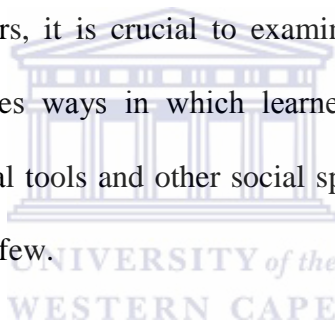 rs, it is crucial to examin
es ways in which learne
al tools and other social sp
few.
UNIVERSITY of the
WESTERN CAPE